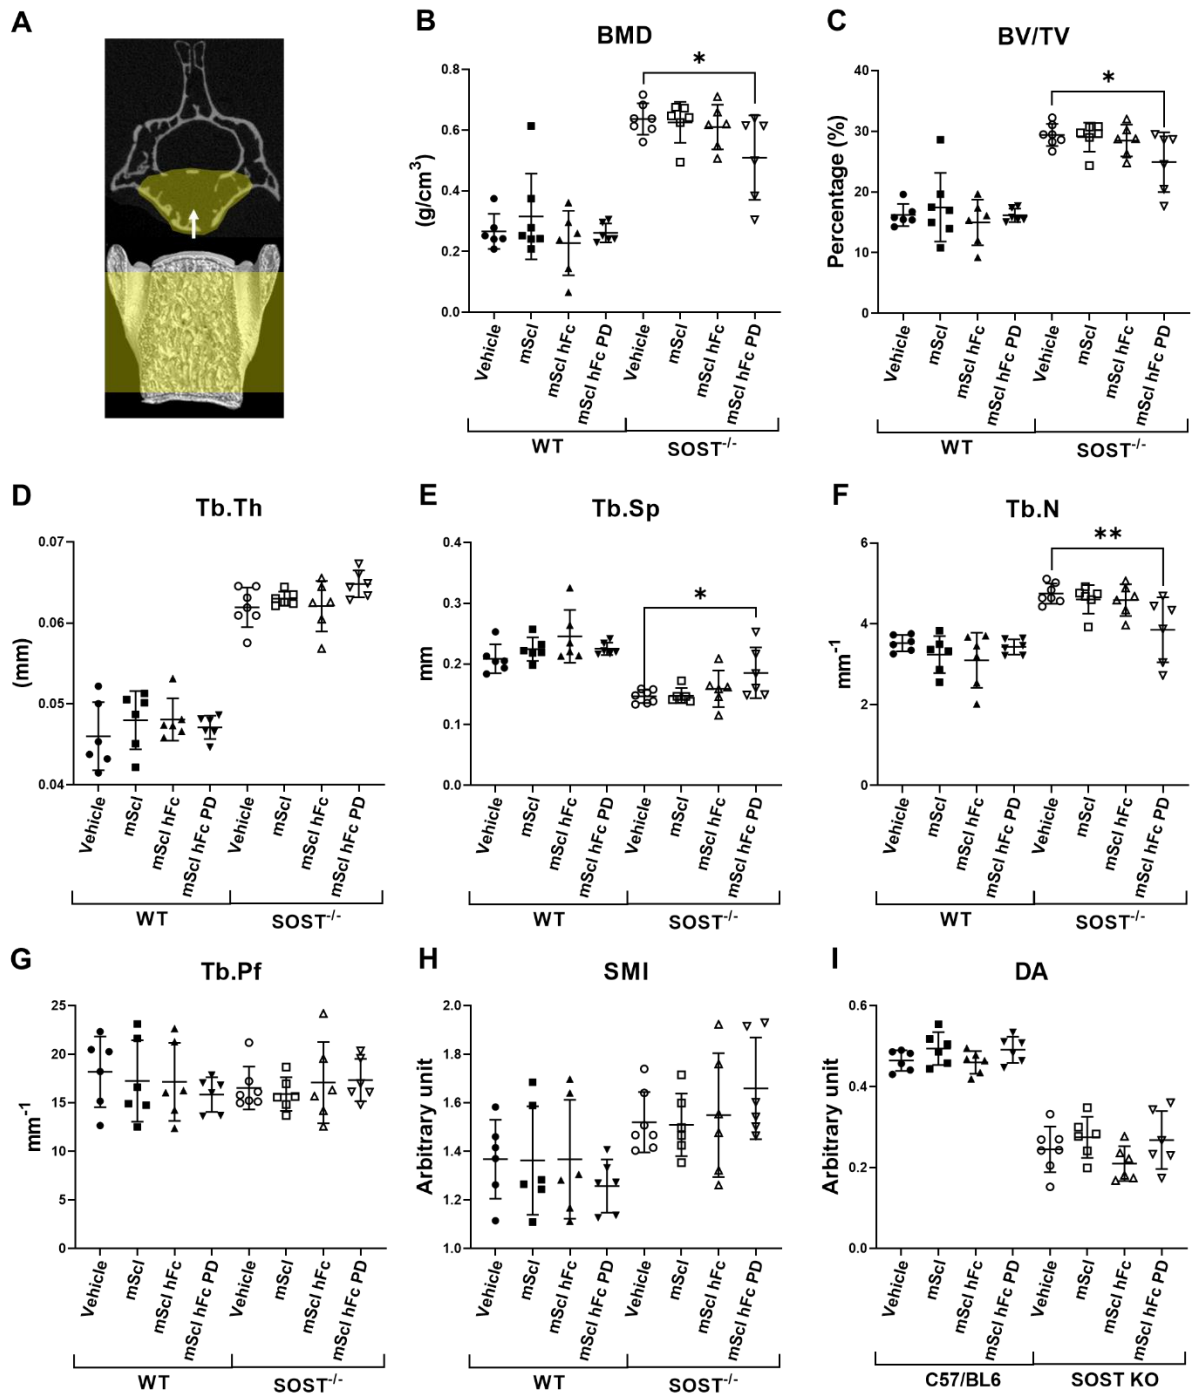 A
B
BMD
(g/cm³)
0.8
0.6
0.4
0.2
0.0
*
Vehicle
mScl
mScl hFc
mScl hFc PD
Vehicle
mScl
mScl hFc
mScl hFc PD
WT
SOST-/-
C
BV/TV
Percentage (%)
40
30
20
10
0
*
Vehicle
mScl
mScl hFc
mScl hFc PD
Vehicle
mScl
mScl hFc
mScl hFc PD
WT
SOST-/-
D
Tb.Th
(mm)
0.07
0.06
0.05
0.04
Vehicle
mScl
mScl hFc
mScl hFc PD
Vehicle
mScl
mScl hFc
mScl hFc PD
WT
SOST-/-
E
Tb.Sp
mm
0.4
0.3
0.2
0.1
0.0
*
Vehicle
mScl
mScl hFc
mScl hFc PD
Vehicle
mScl
mScl hFc
mScl hFc PD
WT
SOST-/-
F
Tb.N
mm-1
6
4
2
0
**
Vehicle
mScl
mScl hFc
mScl hFc PD
Vehicle
mScl
mScl hFc
mScl hFc PD
WT
SOST-/-
G
Tb.Pf
mm-1
25
20
15
10
5
0
Vehicle
mScl
mScl hFc
mScl hFc PD
Vehicle
mScl
mScl hFc
mScl hFc PD
WT
SOST-/-
H
SMI
Arbitrary unit
2.0
1.8
1.6
1.4
1.2
1.0
Vehicle
mScl
mScl hFc
mScl hFc PD
Vehicle
mScl
mScl hFc
mScl hFc PD
WT
SOST-/-
I
DA
Arbitrary unit
0.6
0.4
0.2
0.0
Vehicle
mScl
mScl hFc
mScl hFc PD
Vehicle
mScl
mScl hFc
mScl hFc PD
C57/BL6
SOST KO